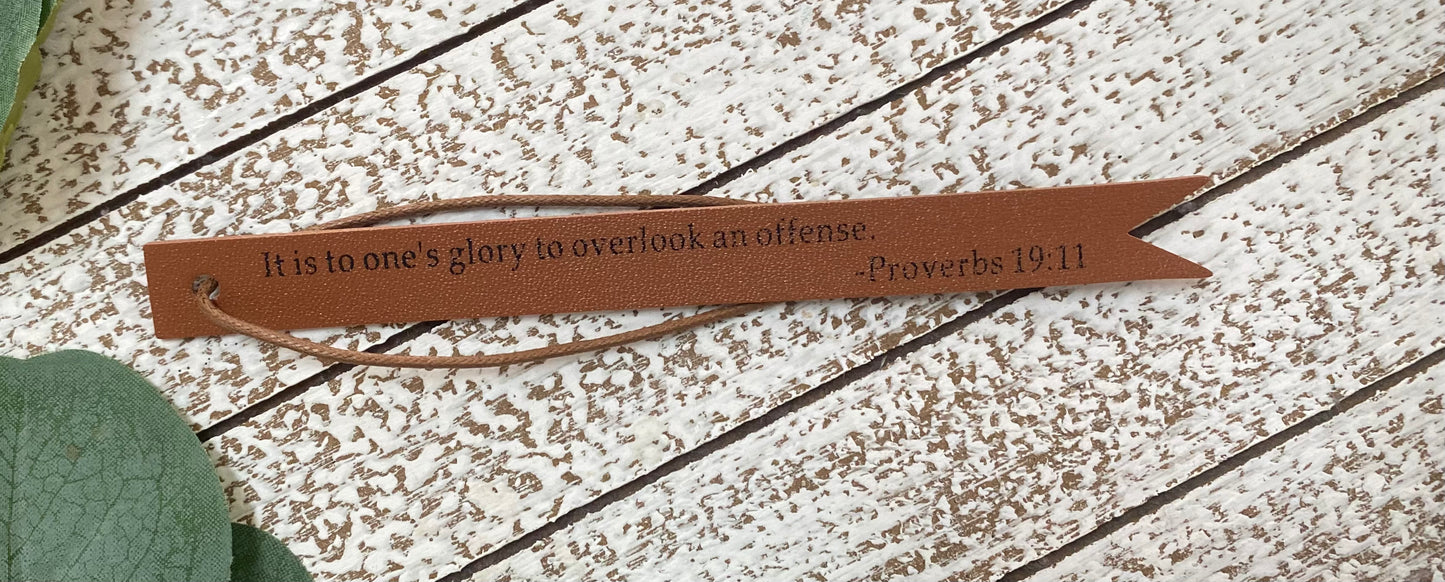 It is to one's glory to overlook an offense.
-Proverbs 19:11